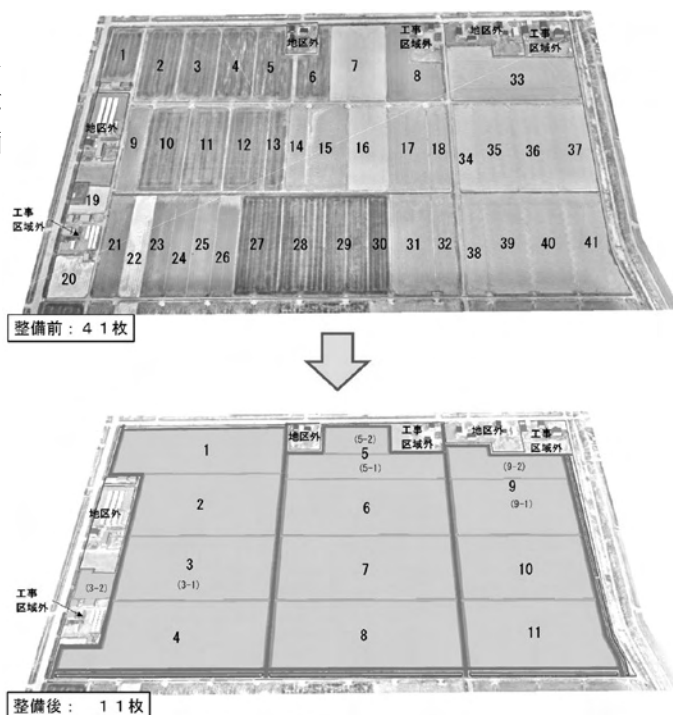 1 2 3 4 5 地区外 6 7 工事
区域外 8 地区外 工事
区域外 33
地区外 9 10 11 12 13 14 15 16 17 18 34 35 36 37
19
工事
区域外
20 21 22 23 24 25 26 27 28 29 30 31 32 38 39 40 41
整備前：４１枚
1 地区外 (5-2) 工事
区域外 地区外 工事
区域外
5
(5-1)
(9-2)
9
(9-1)
地区外 2 6
3
(3-1)
7 10
(3-2)
工事
区域外
4 8 11
整備後： １１枚